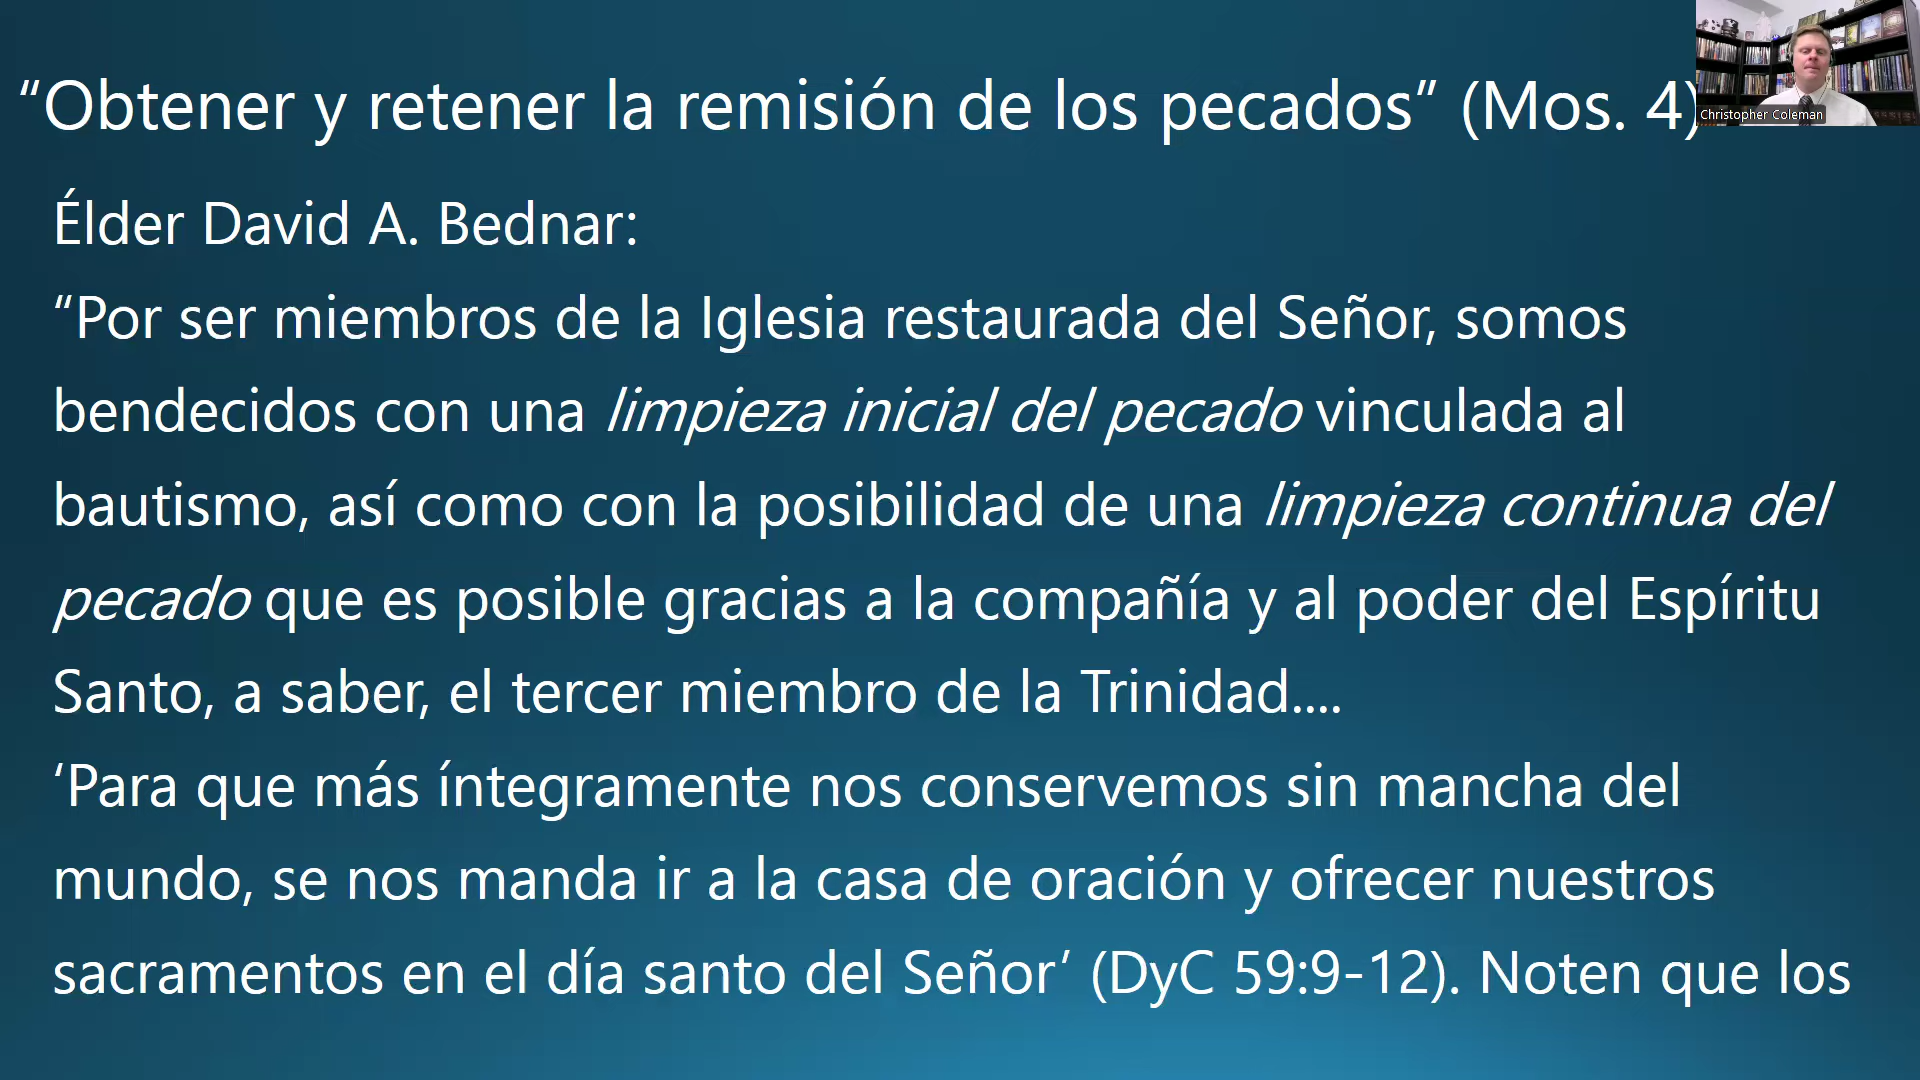 “Obtener y retener la remisión de los pecados” (Mos. 4)
Christopher Coleman
Élder David A. Bednar:
“Por ser miembros de la Iglesia restaurada del Señor, somos
bendecidos con una limpieza inicial del pecado vinculada al
bautismo, así como con la posibilidad de una limpieza continua del
pecado que es posible gracias a la compañía y al poder del Espíritu
Santo, a saber, el tercer miembro de la Trinidad....
‘Para que más íntegramente nos conservemos sin mancha del
mundo, se nos manda ir a la casa de oración y ofrecer nuestros
sacramentos en el día santo del Señor’ (DyC 59:9-12). Noten que los